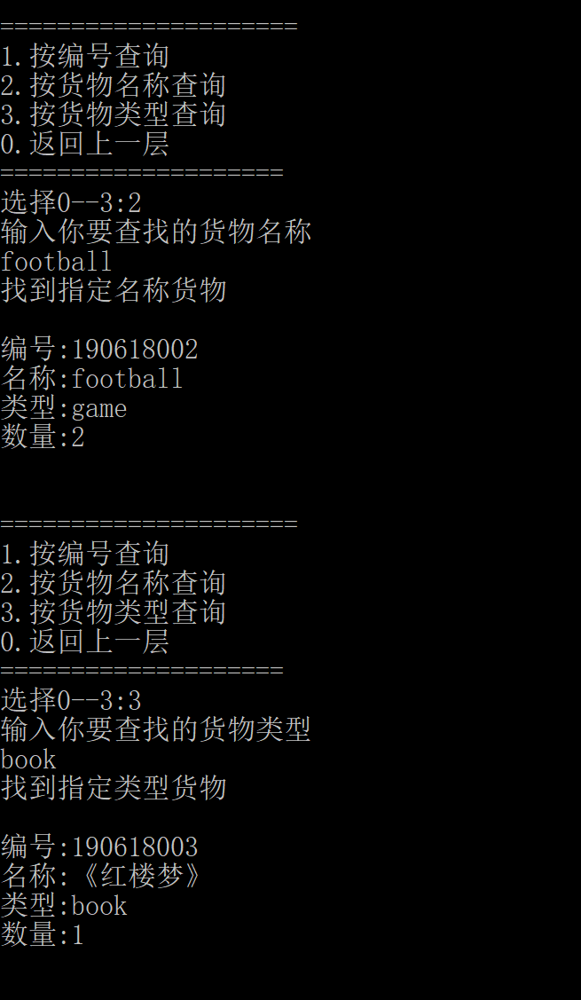 =====================
1.按编号查询
2.按货物名称查询
3.按货物类型查询
0.返回上一层
====================
选择0--3:2
输入你要查找的货物名称
football
找到指定名称货物
编号:190618002
名称:football
类型:game
数量:2
=====================
1.按编号查询
2.按货物名称查询
3.按货物类型查询
0.返回上一层
====================
选择0--3:3
输入你要查找的货物类型
book
找到指定类型货物
编号:190618003
名称:《红楼梦》
类型:book
数量:1